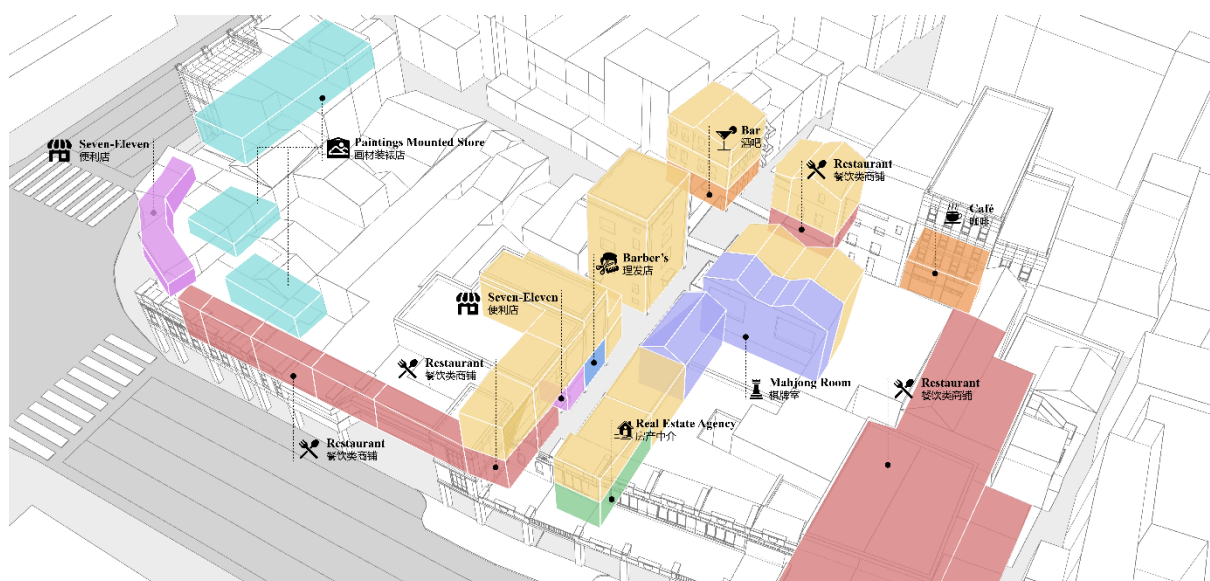 Seven-Eleven
便利店
Paintings Mounted Store
画材装裱店
Bar
酒吧
Restaurant
餐饮类商铺
Café
咖啡
Barber's
理发店
Seven-Eleven
便利店
Restaurant
餐饮类商铺
Mahjong Room
棋牌室
Restaurant
餐饮类商铺
Real Estate Agency
房产中介
Restaurant
餐饮类商铺